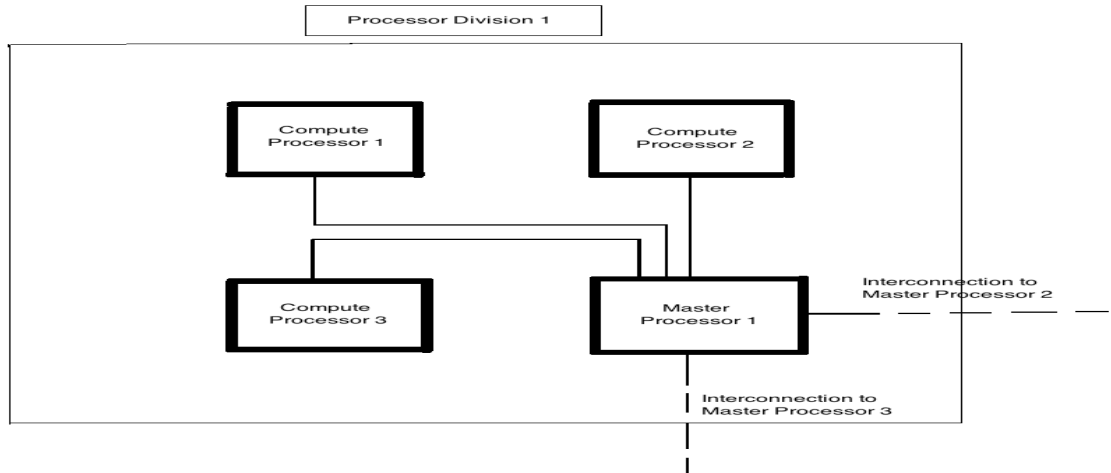 Processor Division 1
Compute
Processor 1
Compute
Processor 2
Compute
Processor 3
Master
Processor 1
Interconnection to
Master Processor 2
Interconnection to
Master Processor 3